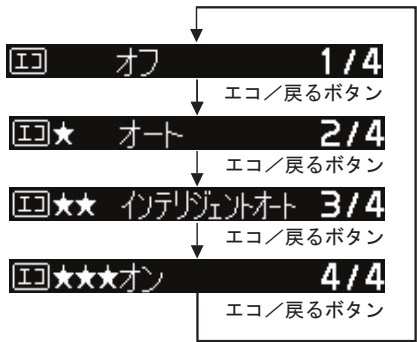 エコ オフ 1/4
エコ／戻るボタン
エコ★ オート 2/4
エコ／戻るボタン
エコ★★ インテリジェントオート 3/4
エコ／戻るボタン
エコ★★★オン 4/4
エコ／戻るボタン